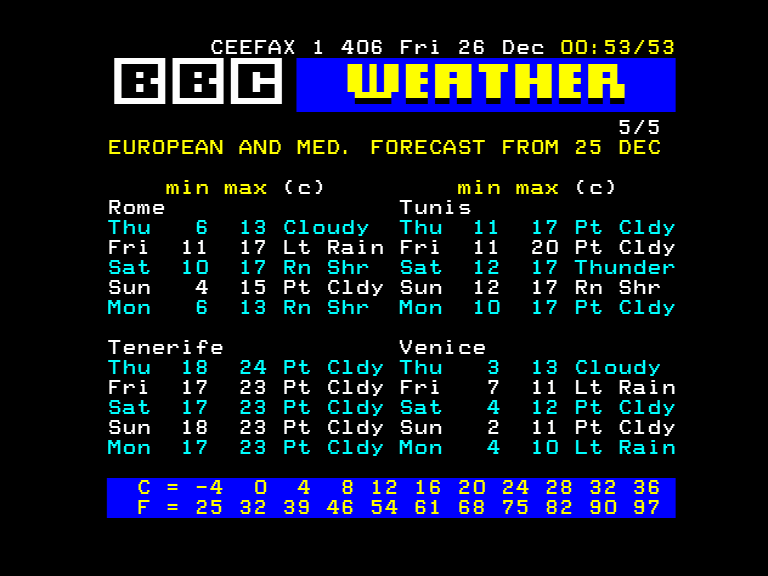 CEEFAX 1 406 Fri 26 Dec 00:53/53
BBC WEATHER
5/5
EUROPEAN AND MED. FORECAST FROM 25 DEC
min max (c) min max (c)
Rome Tunis
Thu 6 13 Cloudy Thu 11 17 Pt Cldy
Fri 11 17 Lt Rain Fri 11 20 Pt Cldy
Sat 10 17 Rn Shr Sat 12 17 Thunder
Sun 4 15 Pt Cldy Sun 12 17 Rn Shr
Mon 6 13 Rn Shr Mon 10 17 Pt Cldy
Tenerife Venice
Thu 18 24 Pt Cldy Thu 3 13 Cloudy
Fri 17 23 Pt Cldy Fri 7 11 Lt Rain
Sat 17 23 Pt Cldy Sat 4 12 Pt Cldy
Sun 18 23 Pt Cldy Sun 2 11 Pt Cldy
Mon 17 23 Pt Cldy Mon 4 10 Lt Rain
C = -4 0 4 8 12 16 20 24 28 32 36
F = 25 32 39 46 54 61 68 75 82 90 97